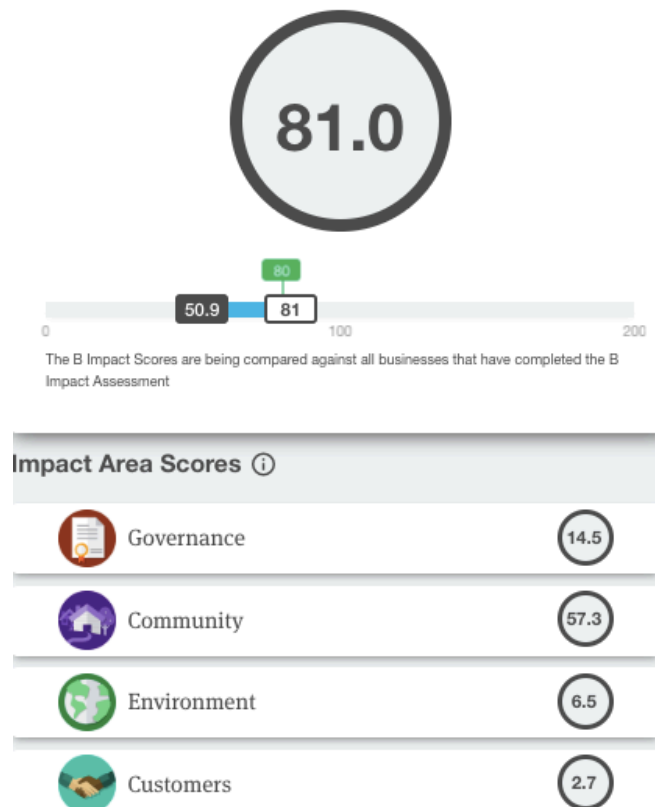 81.0
80
50.9 81
0 100 200
The B Impact Scores are being compared against all businesses that have completed the B
Impact Assessment
Impact Area Scores
Governance 14.5
Community 57.3
Environment 6.5
Customers 2.7